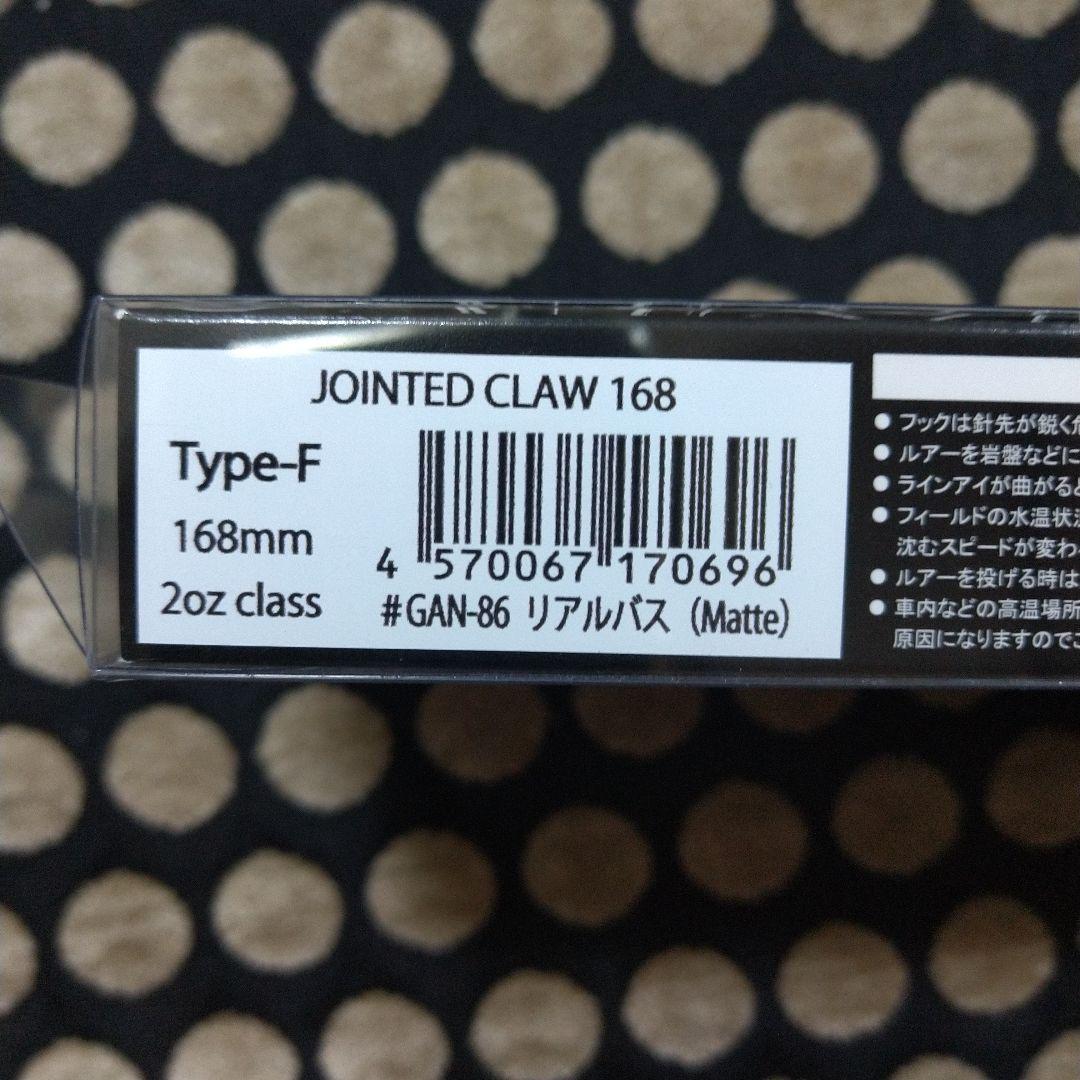 JOINTED CLAW 168
Type-F
168mm
2oz class
4 570067 170696
#GAN-86 リアルバス (Matte)
● フックは針先が鋭く
● ルアーを岩盤などに
● ラインアイが曲がると
● フィールドの水温状況
沈むスピードが変わ
● ルアーを投げる時は
● 車内などの高温場所
原因になりますのでご